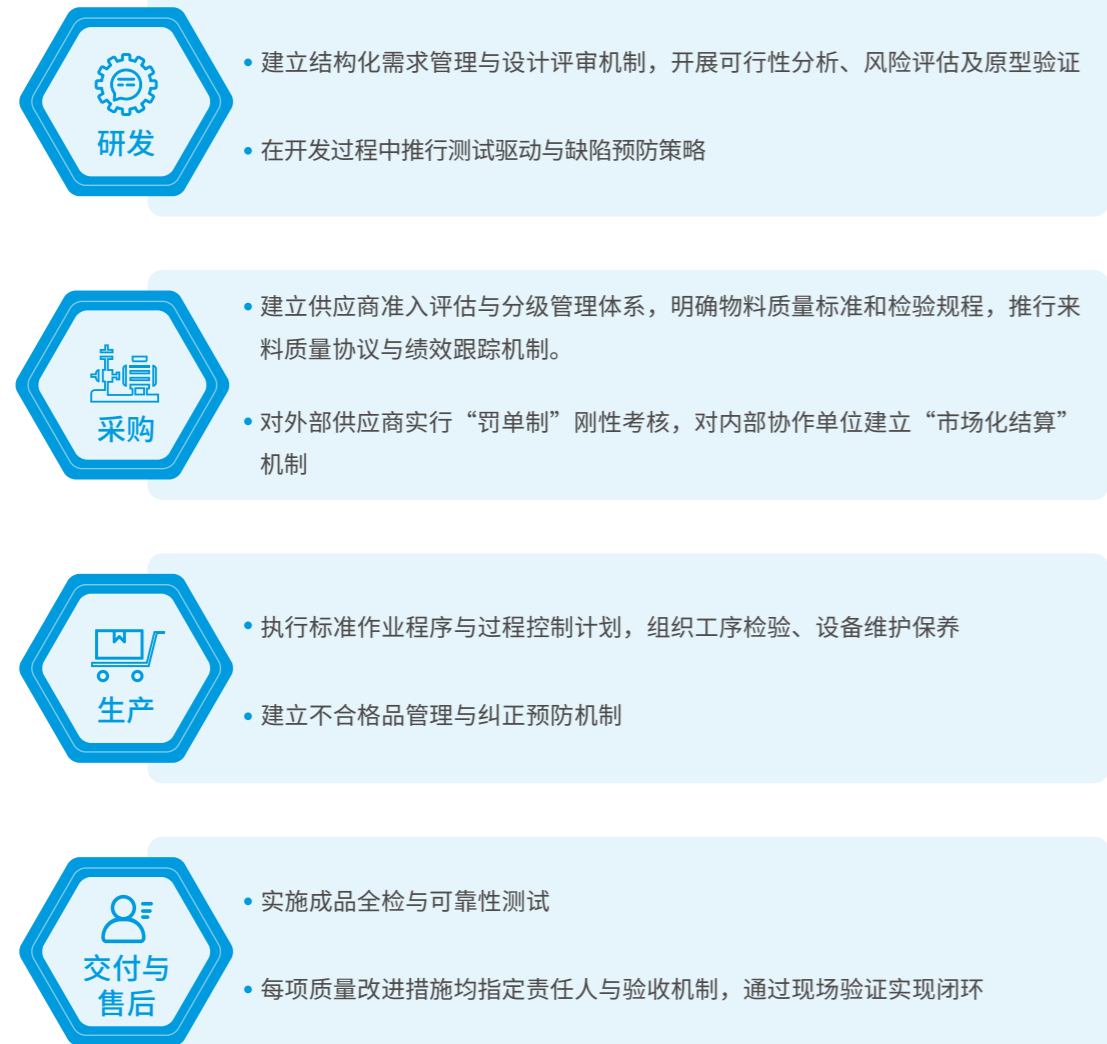 研发
• 建立结构化需求管理与设计评审机制，开展可行性分析、风险评估及原型验证
• 在开发过程中推行测试驱动与缺陷预防策略
采购
• 建立供应商准入评估与分级管理体系，明确物料质量标准和检验规程，推行来
料质量协议与绩效跟踪机制。
• 对外部供应商实行“罚单制”刚性考核，对内部协作单位建立“市场化结算”
机制
生产
• 执行标准作业程序与过程控制计划，组织工序检验、设备维护保养
• 建立不合格品管理与纠正预防机制
交付与
售后
• 实施成品全检与可靠性测试
• 每项质量改进措施均指定责任人与验收机制，通过现场验证实现闭环